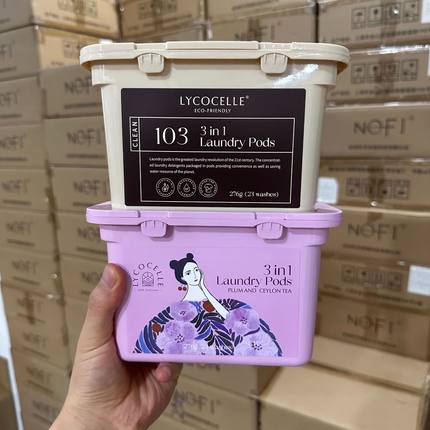 LYCOCELLE®
ECO-FRIENDLY
CLEAN
103
3 in 1
Laundry Pods
Laundry pods is the greatest laundry revolution of the 21st century. The concentrat
ed laundry detergents packaged in pods providing convenience as well as saving
water resource of the planet.
276g (23 washes)
LYCOCELLE
3 in 1
Laundry Pods
PLUM AND CEYLON TEA
NOFI
NOFI
NOFI
NOFI